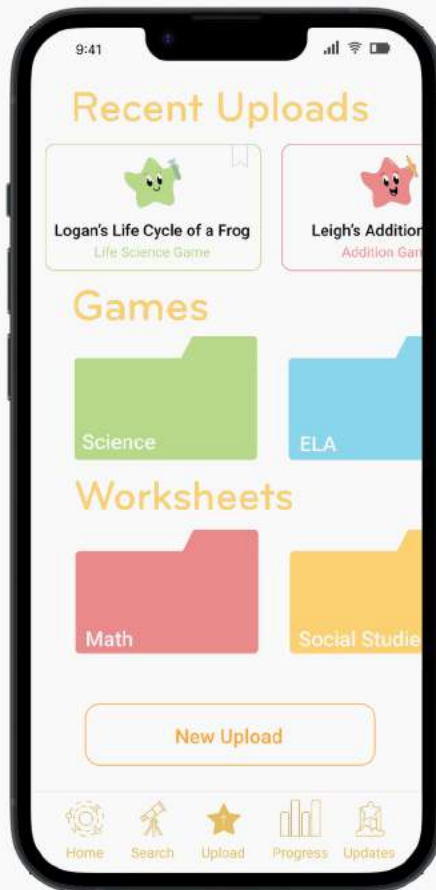 9:41
Recent Uploads
Logan's Life Cycle of a Frog
Life Science Game
Leigh's Addition
Addition Gam
Games
Science
ELA
Worksheets
Math
Social Studie
New Upload
Home Search Upload Progress Updates